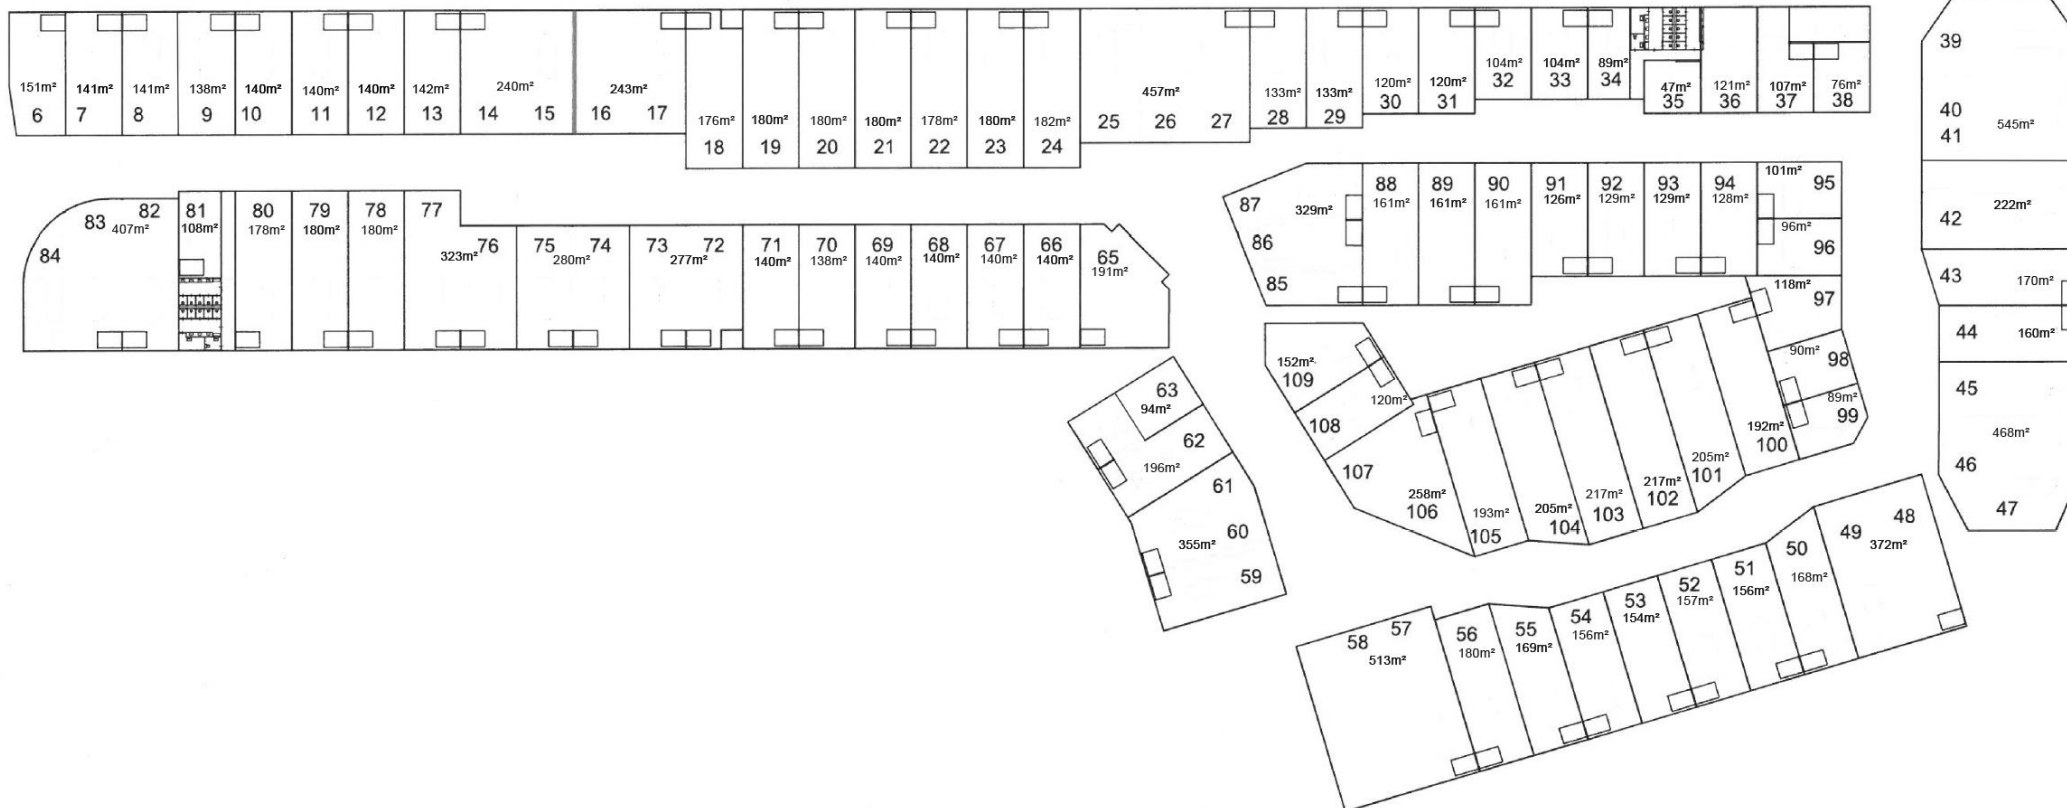 151m² 141m² 141m² 138m² 140m² 140m² 140m² 142m² 240m² 243m²
6 7 8 9 10 11 12 13 14 15 16 17
176m² 180m² 180m² 180m² 178m² 180m² 182m²
18 19 20 21 22 23 24
457m² 133m² 133m² 120m² 120m²
25 26 27 28 29 30 31
104m² 104m² 89m²
32 33 34
47m² 121m² 107m² 76m²
35 36 37 38
39
40
41
545m²
42
222m²
43 170m²
44 160m²
45
468m²
46
47
84 83 82
407m²
81 80 79 78 77
108m² 178m² 180m² 180m²
323m² 76
75 74 73 72
280m² 277m²
71 70 69 68 67 66 65
140m² 138m² 140m² 140m² 140m² 140m² 191m²
87
86
85
329m²
88 89 90 91 92 93 94
161m² 161m² 161m² 126m² 129m² 129m² 128m²
101m² 95
96m²
96
118m²
97
90m² 98
89m²
99
152m²
109
120m²
108
107
258m²
106
193m²
105
205m²
104
217m²
103
217m²
102
205m²
101
192m²
100
63
94m²
62
196m²
61
355m² 60
59
58 57
513m²
56
180m²
55
169m²
54
156m²
53
154m²
52
157m²
51
156m²
50
168m²
49 48
372m²